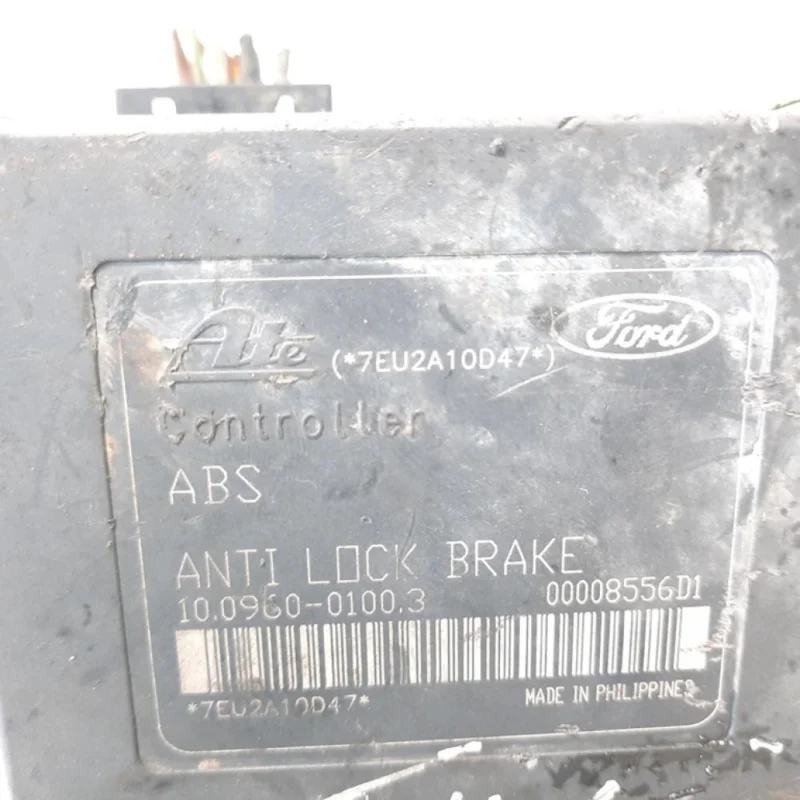 Ate (*7EU2A10D47*) Ford
Controller
ABS
ANTI LOCK BRAKE
10.0960-0100.3 00008556D1
*7EU2A10D47* MADE IN PHILIPPINES